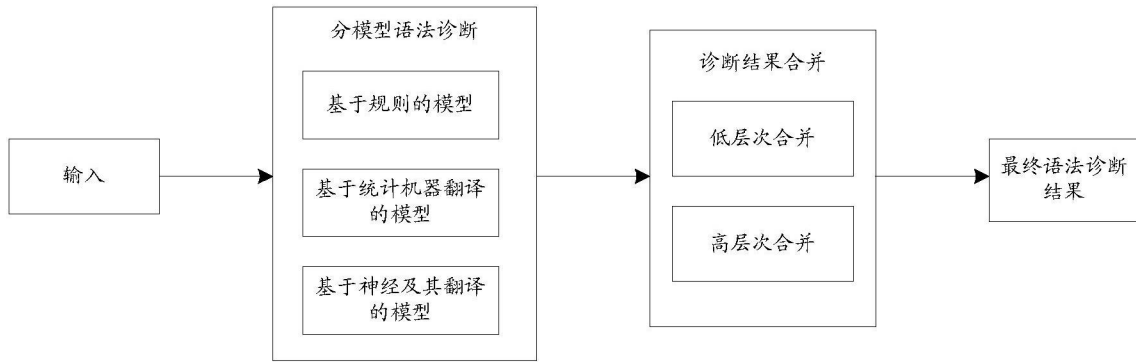 输入
分模型语法诊断
基于规则的模型
基于统计机器翻译
的模型
基于神经及其翻译
的模型
诊断结果合并
低层次合并
高层次合并
最终语法诊断
结果